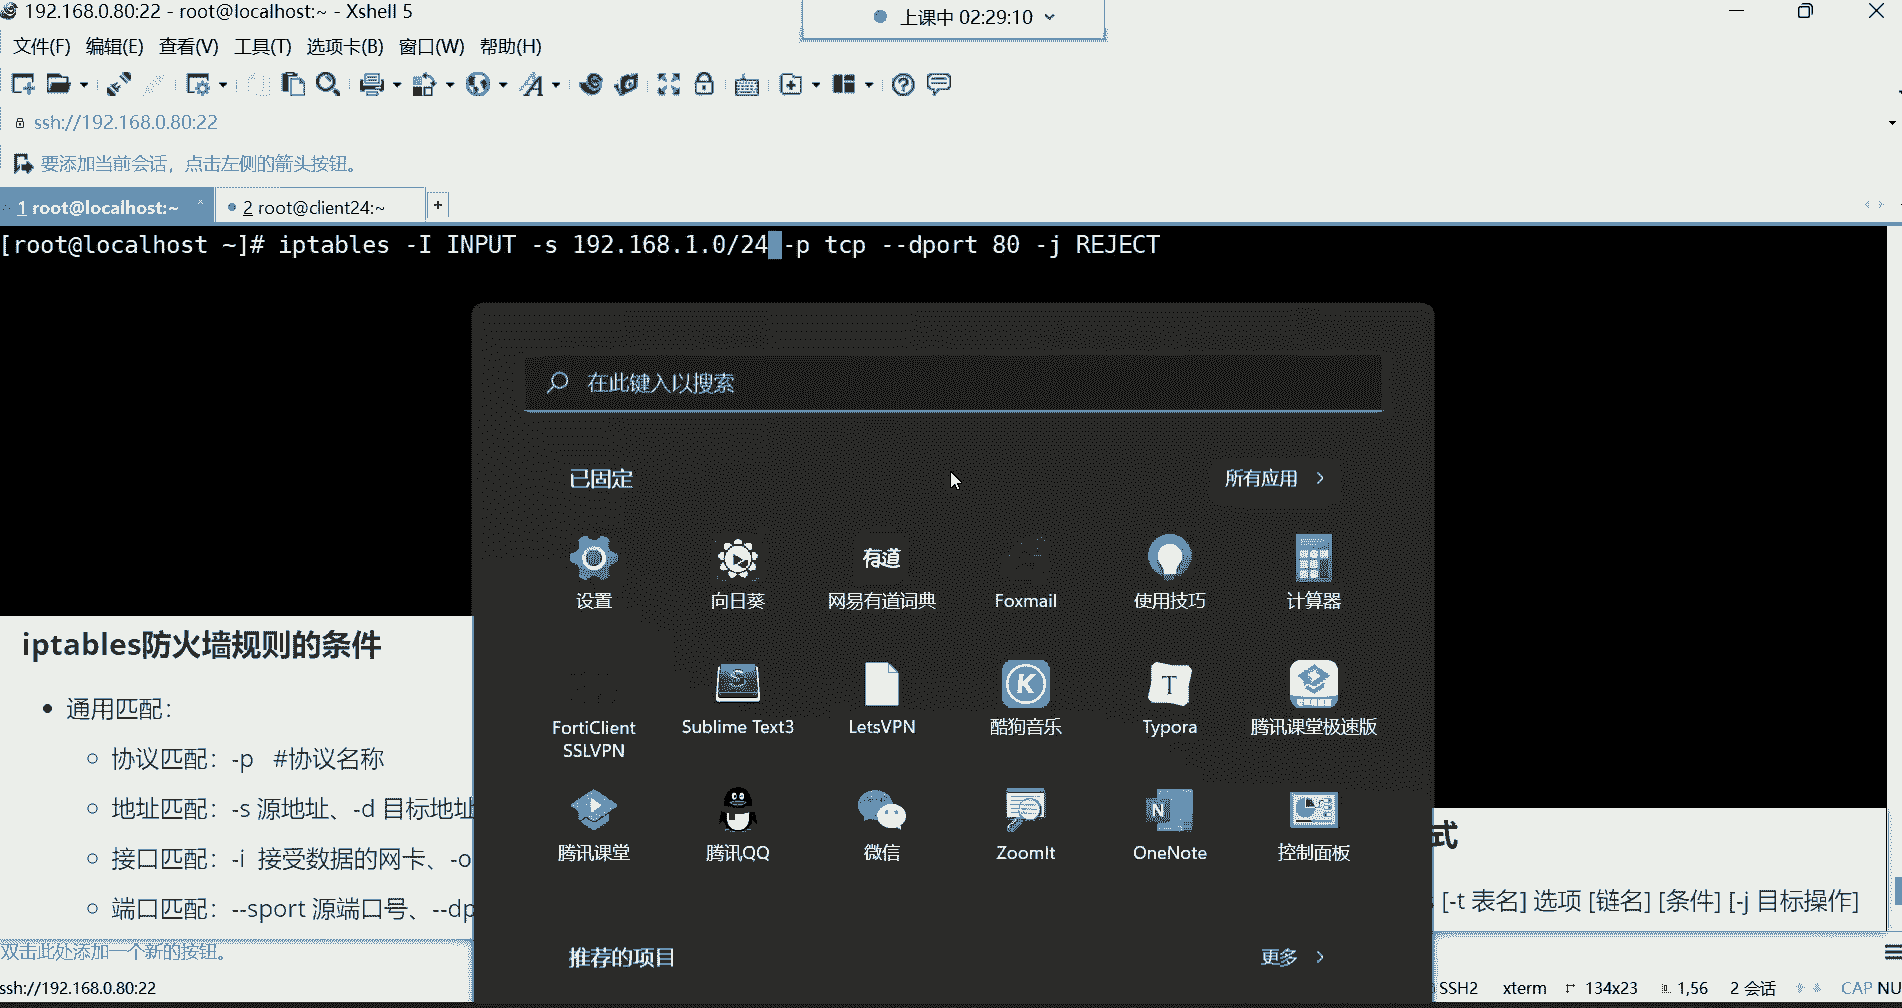 192.168.0.80:22 - root@localhost:~ - Xshell 5
上课中 02:29:10
文件(F) 编辑(E) 查看(V) 工具(T) 选项卡(B) 窗口(W) 帮助(H)
ssh://192.168.0.80:22
要添加当前会话，点击左侧的箭头按钮。
1 root@localhost:~
2 root@client24:~
[root@localhost ~]# iptables -I INPUT -s 192.168.1.0/24 -p tcp --dport 80 -j REJECT
在此键入以搜索
已固定
所有应用
设置
向日葵
有道
网易有道词典
Foxmail
使用技巧
计算器
FortiClient SSLVPN
Sublime Text3
LetsVPN
酷狗音乐
Typora
腾讯课堂极速版
腾讯课堂
腾讯QQ
微信
ZoomIt
OneNote
控制面板
推荐的项目
更多
iptables防火墙规则的条件
通用匹配：
协议匹配：-p #协议名称
地址匹配：-s 源地址、-d 目标地址
接口匹配：-i 接受数据的网卡、-o
端口匹配：--sport 源端口号、--dp
式
[-t 表名] 选项 [链名] [条件] [-j 目标操作]
双击此处添加一个新的按钮。
ssh://192.168.0.80:22
SSH2 xterm 134x23 1,56 2 会话 CAP NU